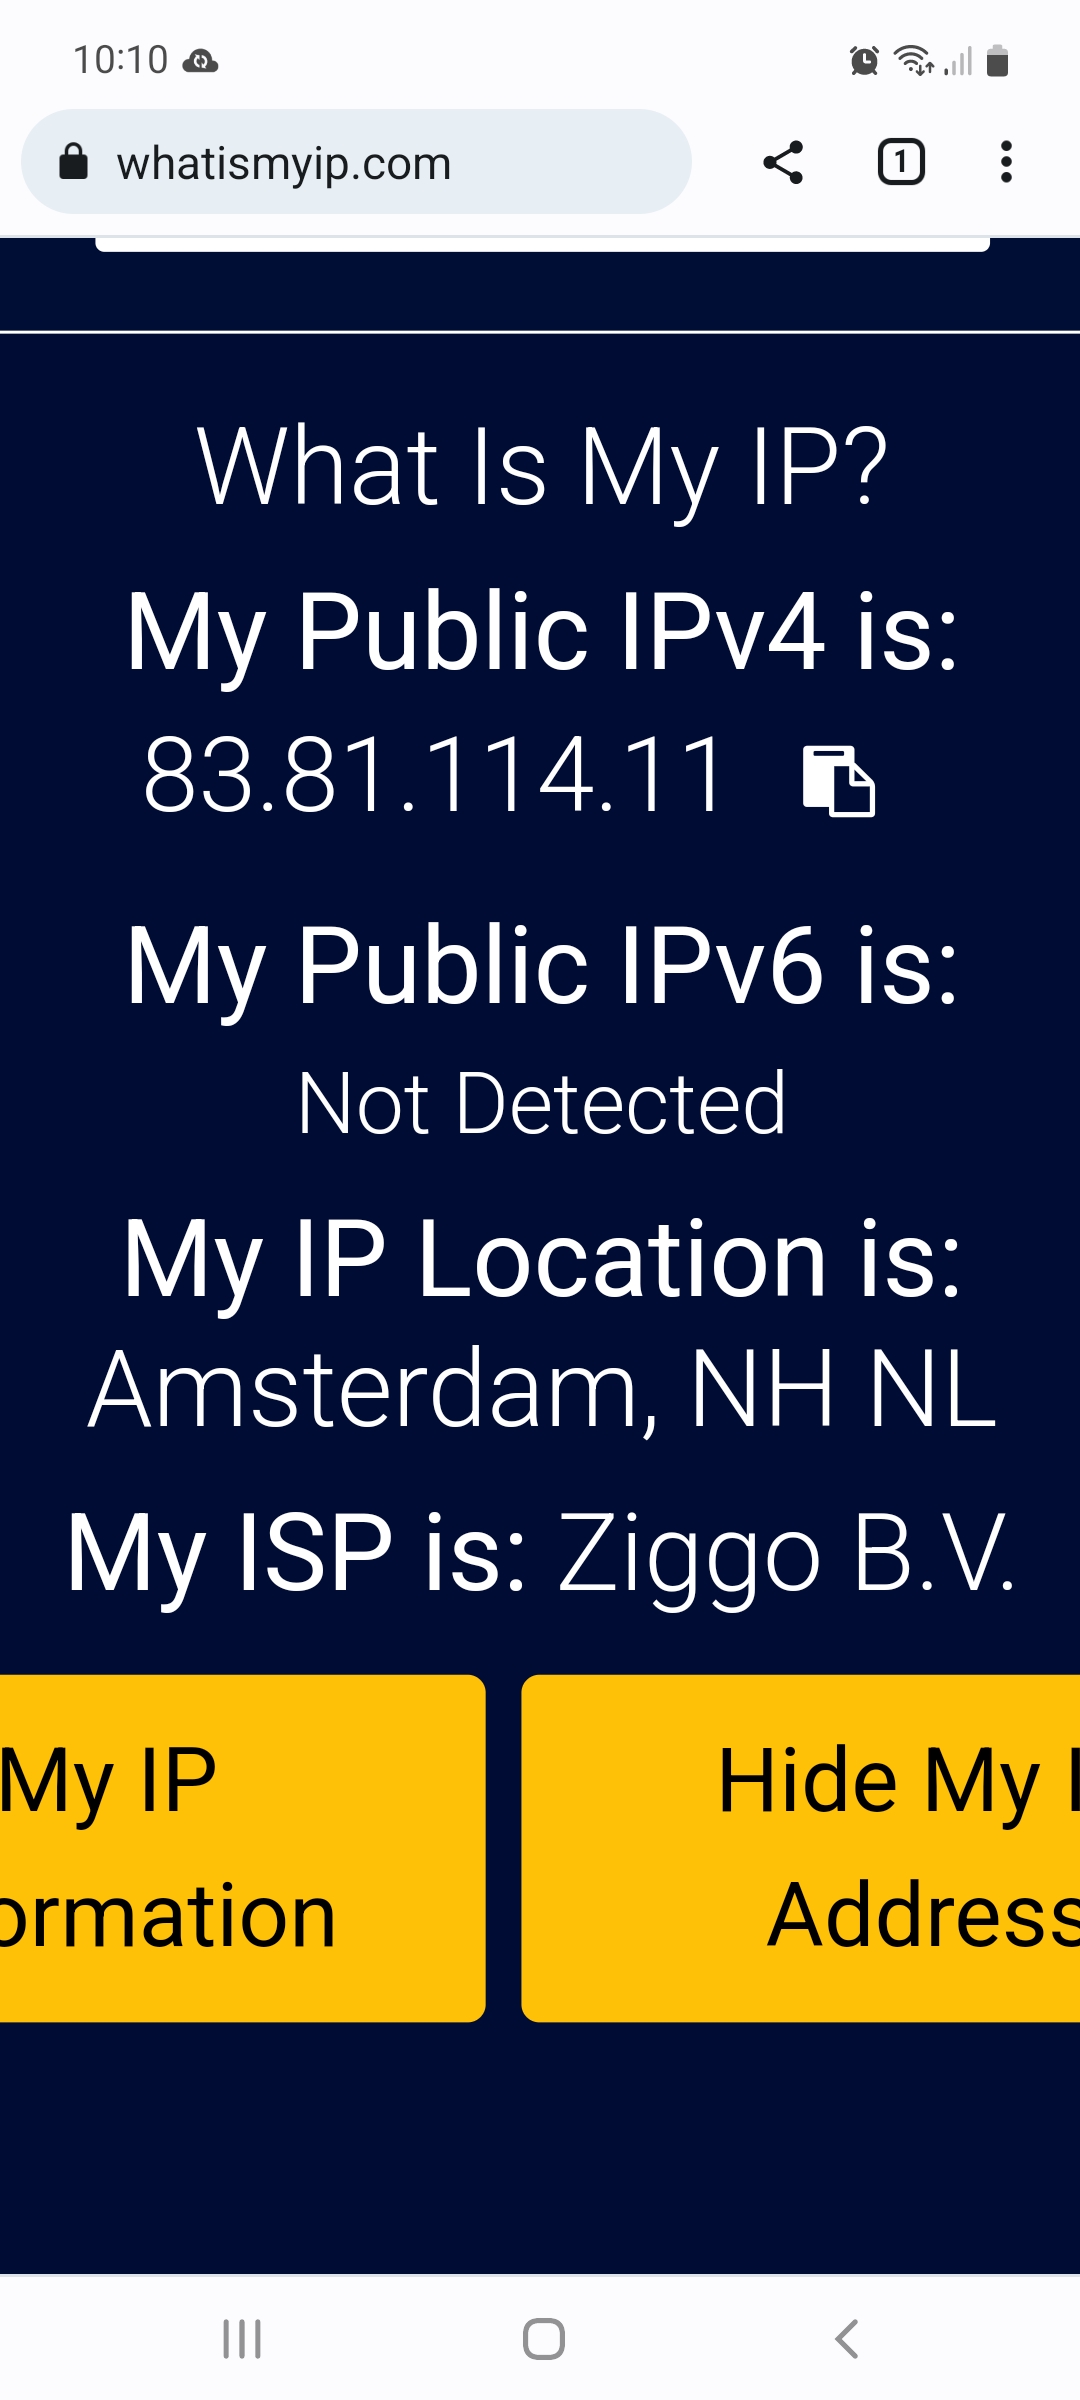 10:10
whatismyip.com
1
What Is My IP?
My Public IPv4 is:
83.81.114.11
My Public IPv6 is:
Not Detected
My IP Location is:
Amsterdam, NH NL
My ISP is: Ziggo B.V.
My IP
ormation
Hide My I
Address